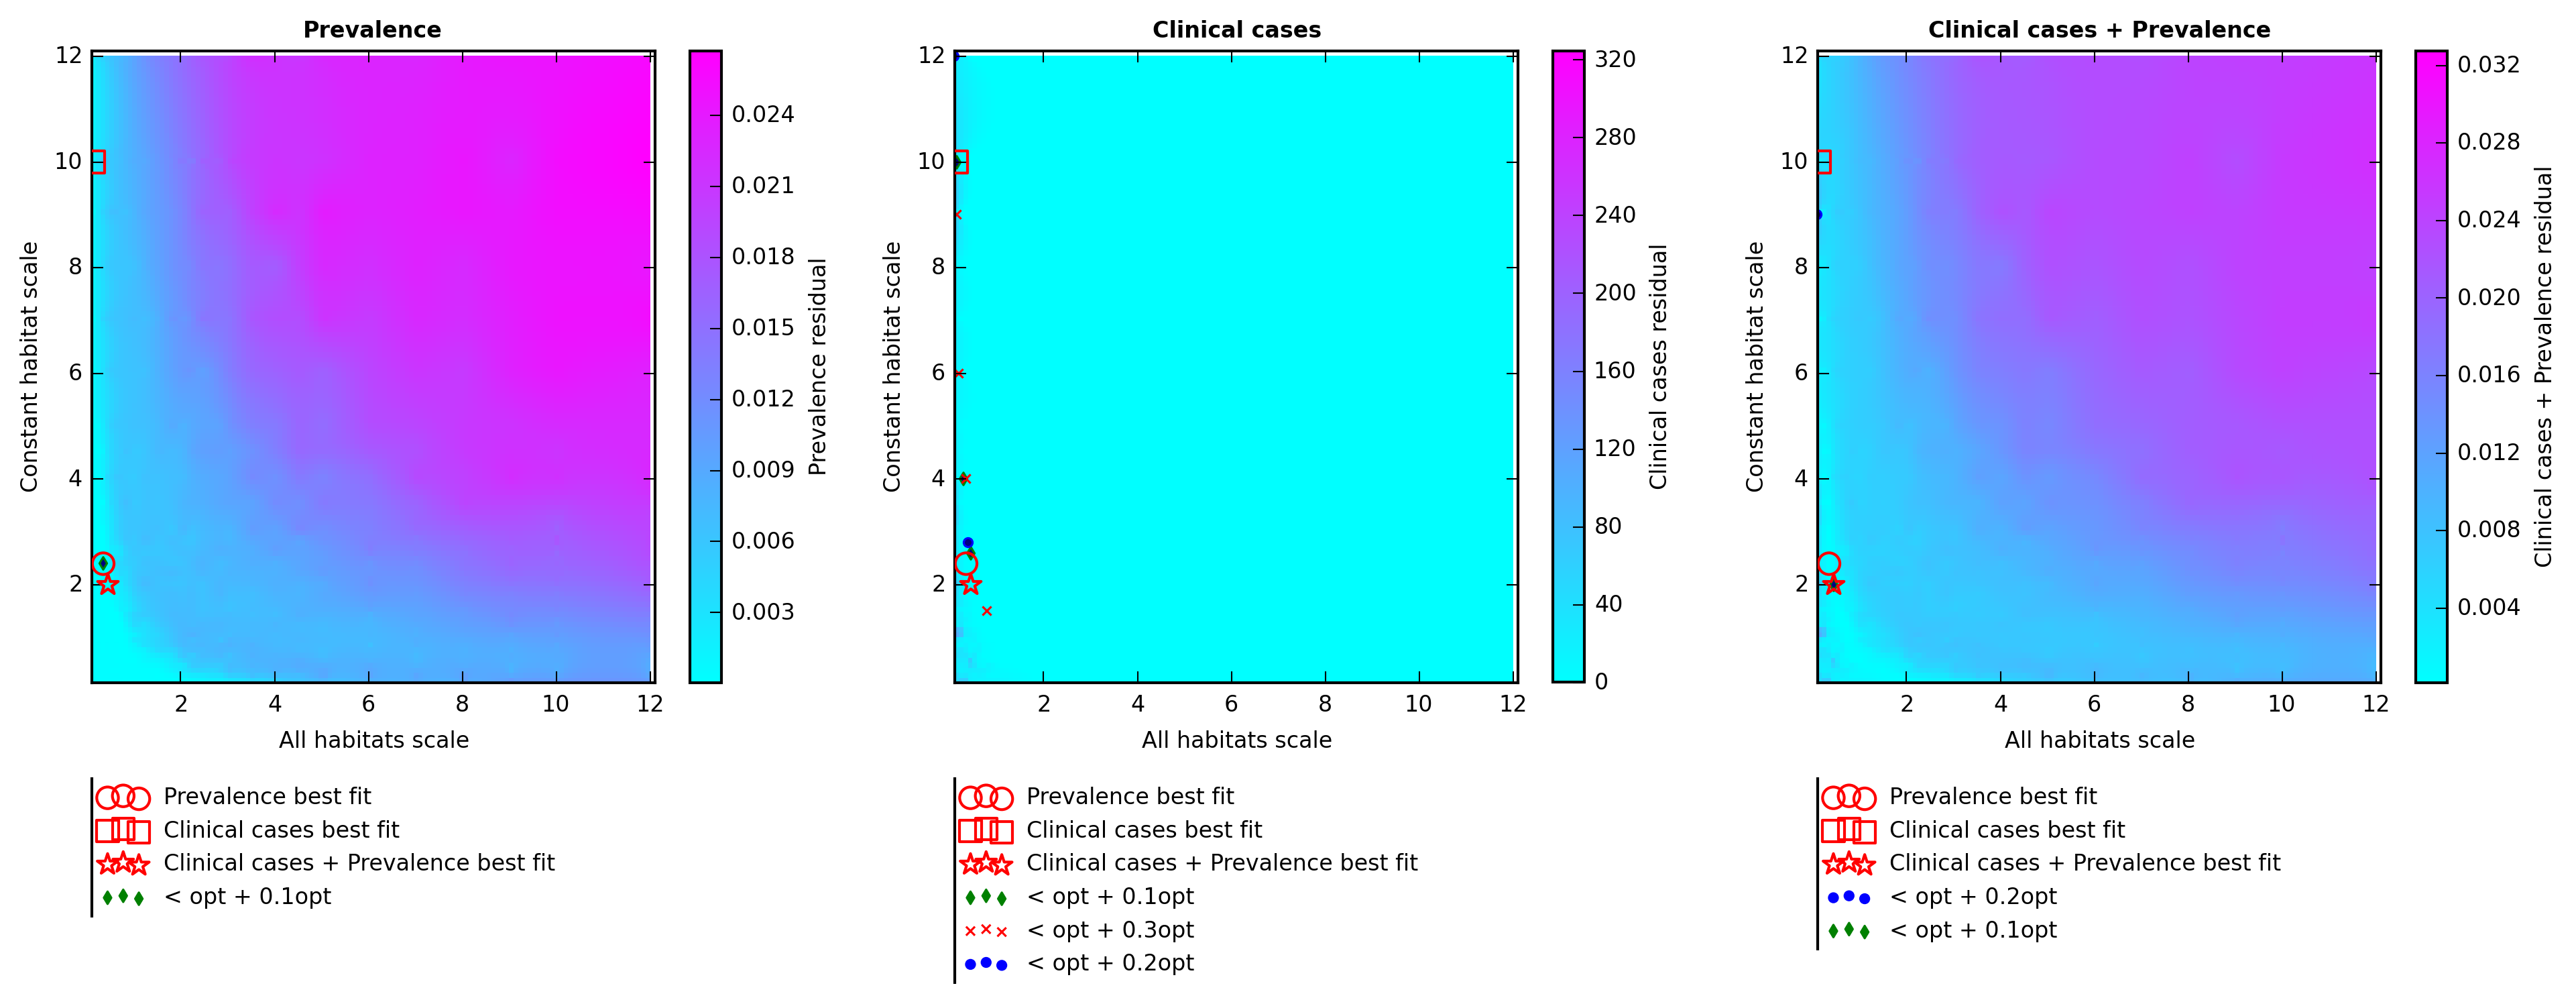 Prevalence
12
10
8
6
4
2
Constant habitat scale
2 4 6 8 10 12
All habitats scale
0.024
0.021
0.018
0.015
0.012
0.009
0.006
0.003
Prevalence residual
Prevalence best fit
Clinical cases best fit
Clinical cases + Prevalence best fit
< opt + 0.1opt
Clinical cases
12
10
8
6
4
2
Constant habitat scale
2 4 6 8 10 12
All habitats scale
320
280
240
200
160
120
80
40
0
Clinical cases residual
Prevalence best fit
Clinical cases best fit
Clinical cases + Prevalence best fit
< opt + 0.1opt
< opt + 0.3opt
< opt + 0.2opt
Clinical cases + Prevalence
12
10
8
6
4
2
Constant habitat scale
2 4 6 8 10 12
All habitats scale
0.032
0.028
0.024
0.020
0.016
0.012
0.008
0.004
Clinical cases + Prevalence residual
Prevalence best fit
Clinical cases best fit
Clinical cases + Prevalence best fit
< opt + 0.2opt
< opt + 0.1opt